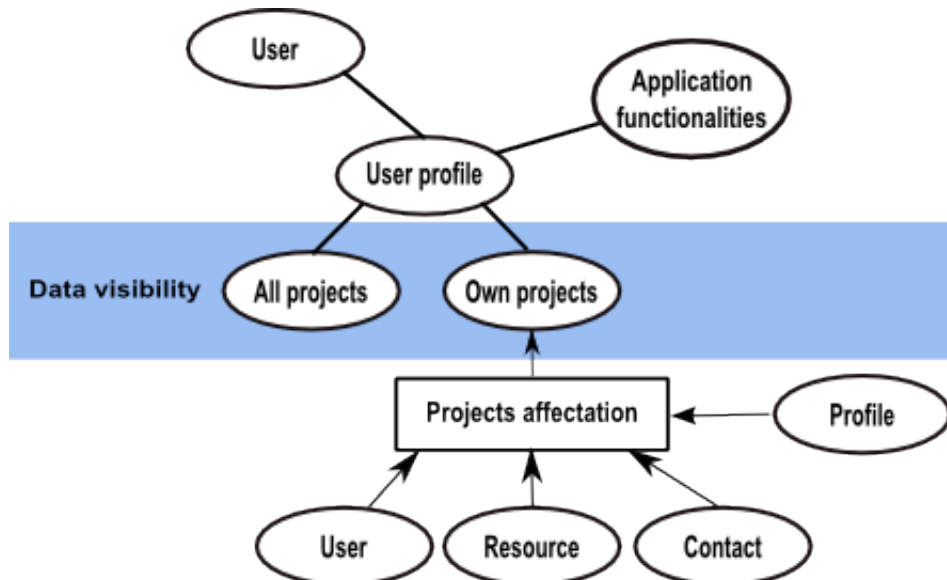 User
Application
functionalities
User profile
Data visibility
All projects
Own projects
Projects affectation
Profile
User
Resource
Contact